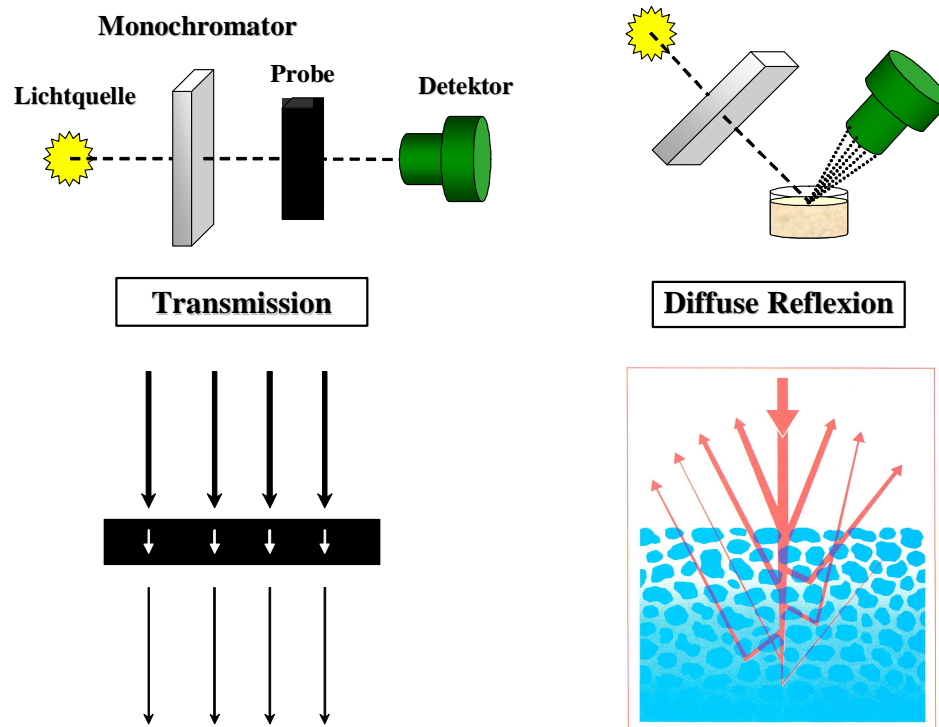 Monochromator
Probe
Lichtquelle
Detektor
Transmission
Diffuse Reflexion